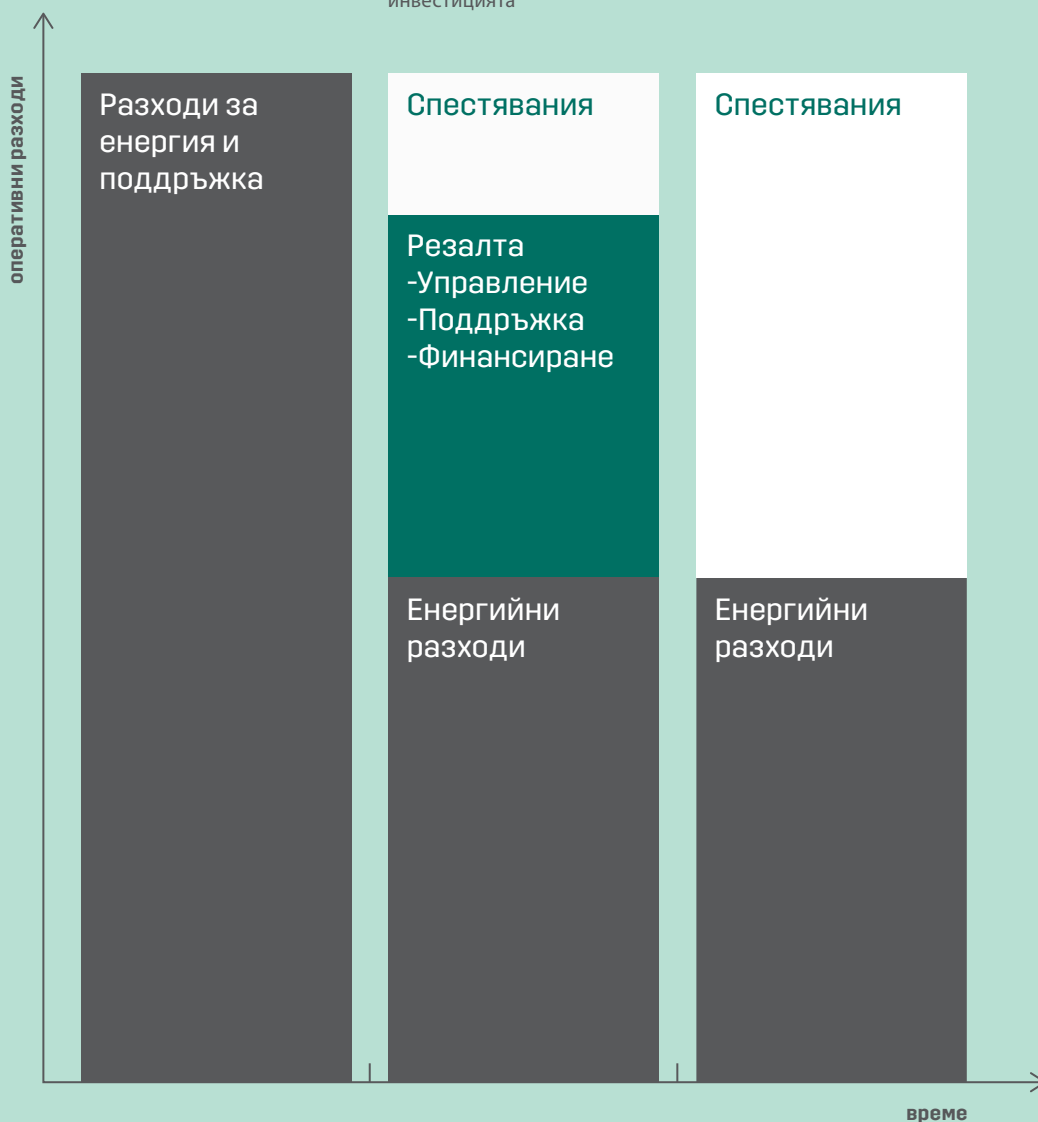 инвестицията
оперативни разходи
Разходи за
енергия и
поддръжка
Спестявания
Резалта
-Управление
-Поддръжка
-Финансиране
Енергийни
разходи
Спестявания
Енергийни
разходи
време